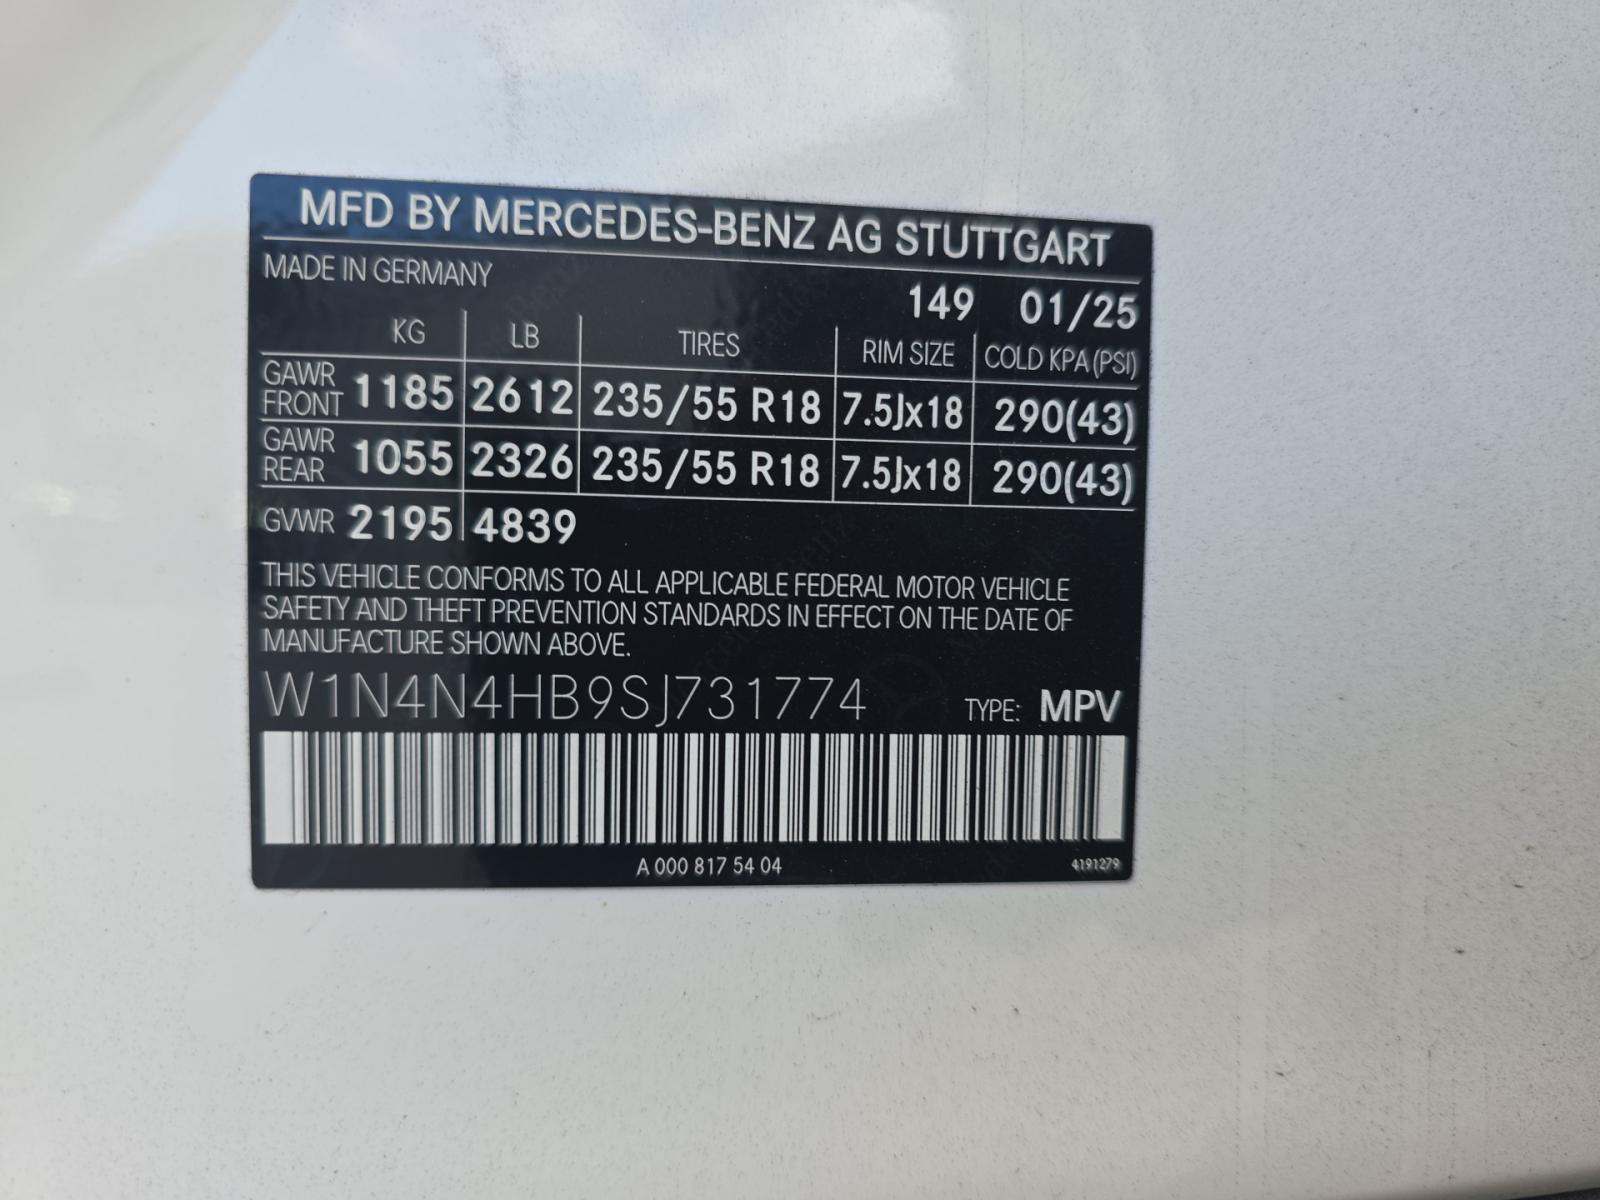 MFD BY MERCEDES-BENZ AG STUTTGART
MADE IN GERMANY
149 01/25
KG LB TIRES RIM SIZE COLD KPA (PSI)
GAWR FRONT 1185 2612 235/55 R18 7.5Jx18 290(43)
GAWR REAR 1055 2326 235/55 R18 7.5Jx18 290(43)
GVWR 2195 4839
THIS VEHICLE CONFORMS TO ALL APPLICABLE FEDERAL MOTOR VEHICLE
SAFETY AND THEFT PREVENTION STANDARDS IN EFFECT ON THE DATE OF
MANUFACTURE SHOWN ABOVE.
W1N4N4HB9SJ731774 TYPE: MPV
A 000 817 54 04 4191279